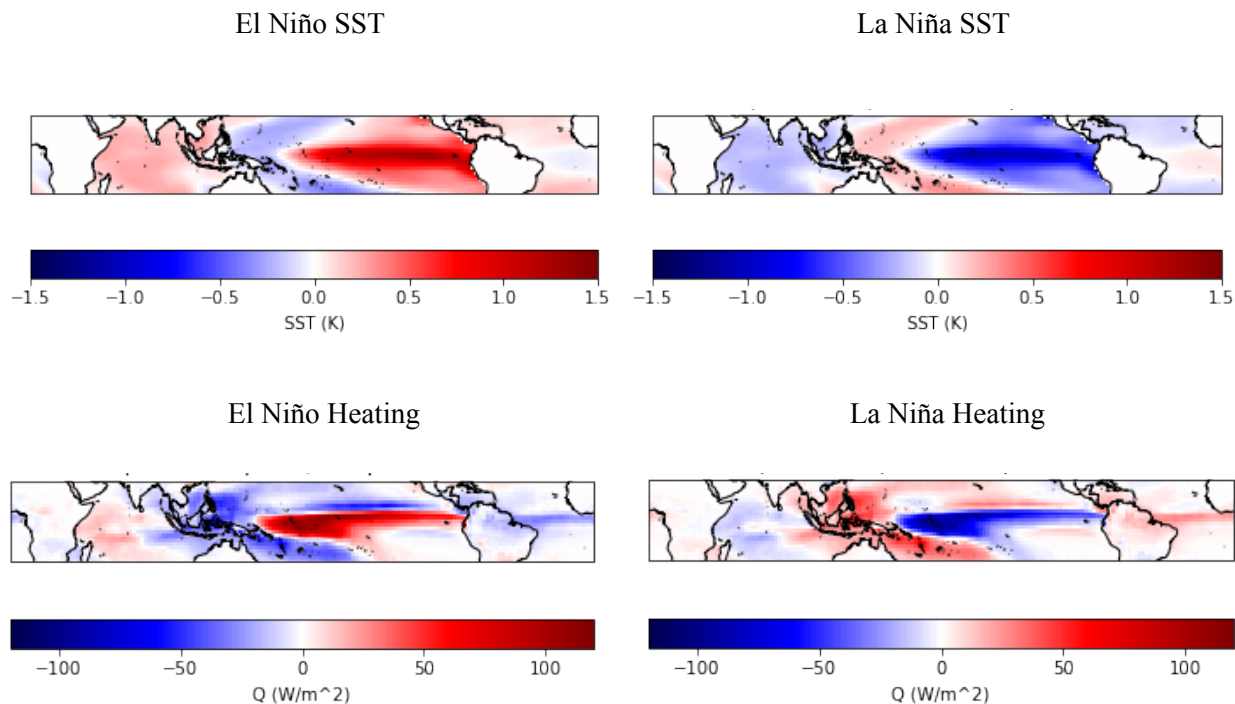 El Niño SST
La Niña SST
−1.5 −1.0 −0.5 0.0 0.5 1.0 1.5
SST (K)
−1.5 −1.0 −0.5 0.0 0.5 1.0 1.5
SST (K)
El Niño Heating
La Niña Heating
−100 −50 0 50 100
Q (W/m^2)
−100 −50 0 50 100
Q (W/m^2)